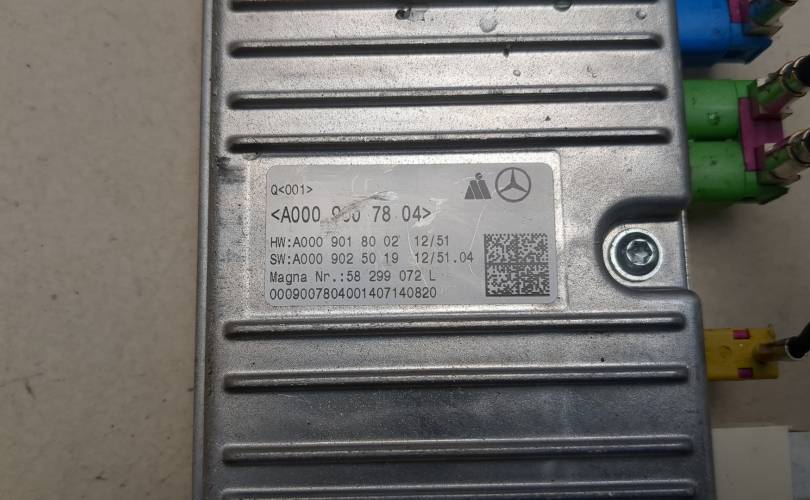 Q<001>
<A000 900 78 04>
HW:A000 901 80 02 12/51
SW:A000 902 50 19 12/51.04
Magna Nr.:58 299 072 L
0009007804001407140820